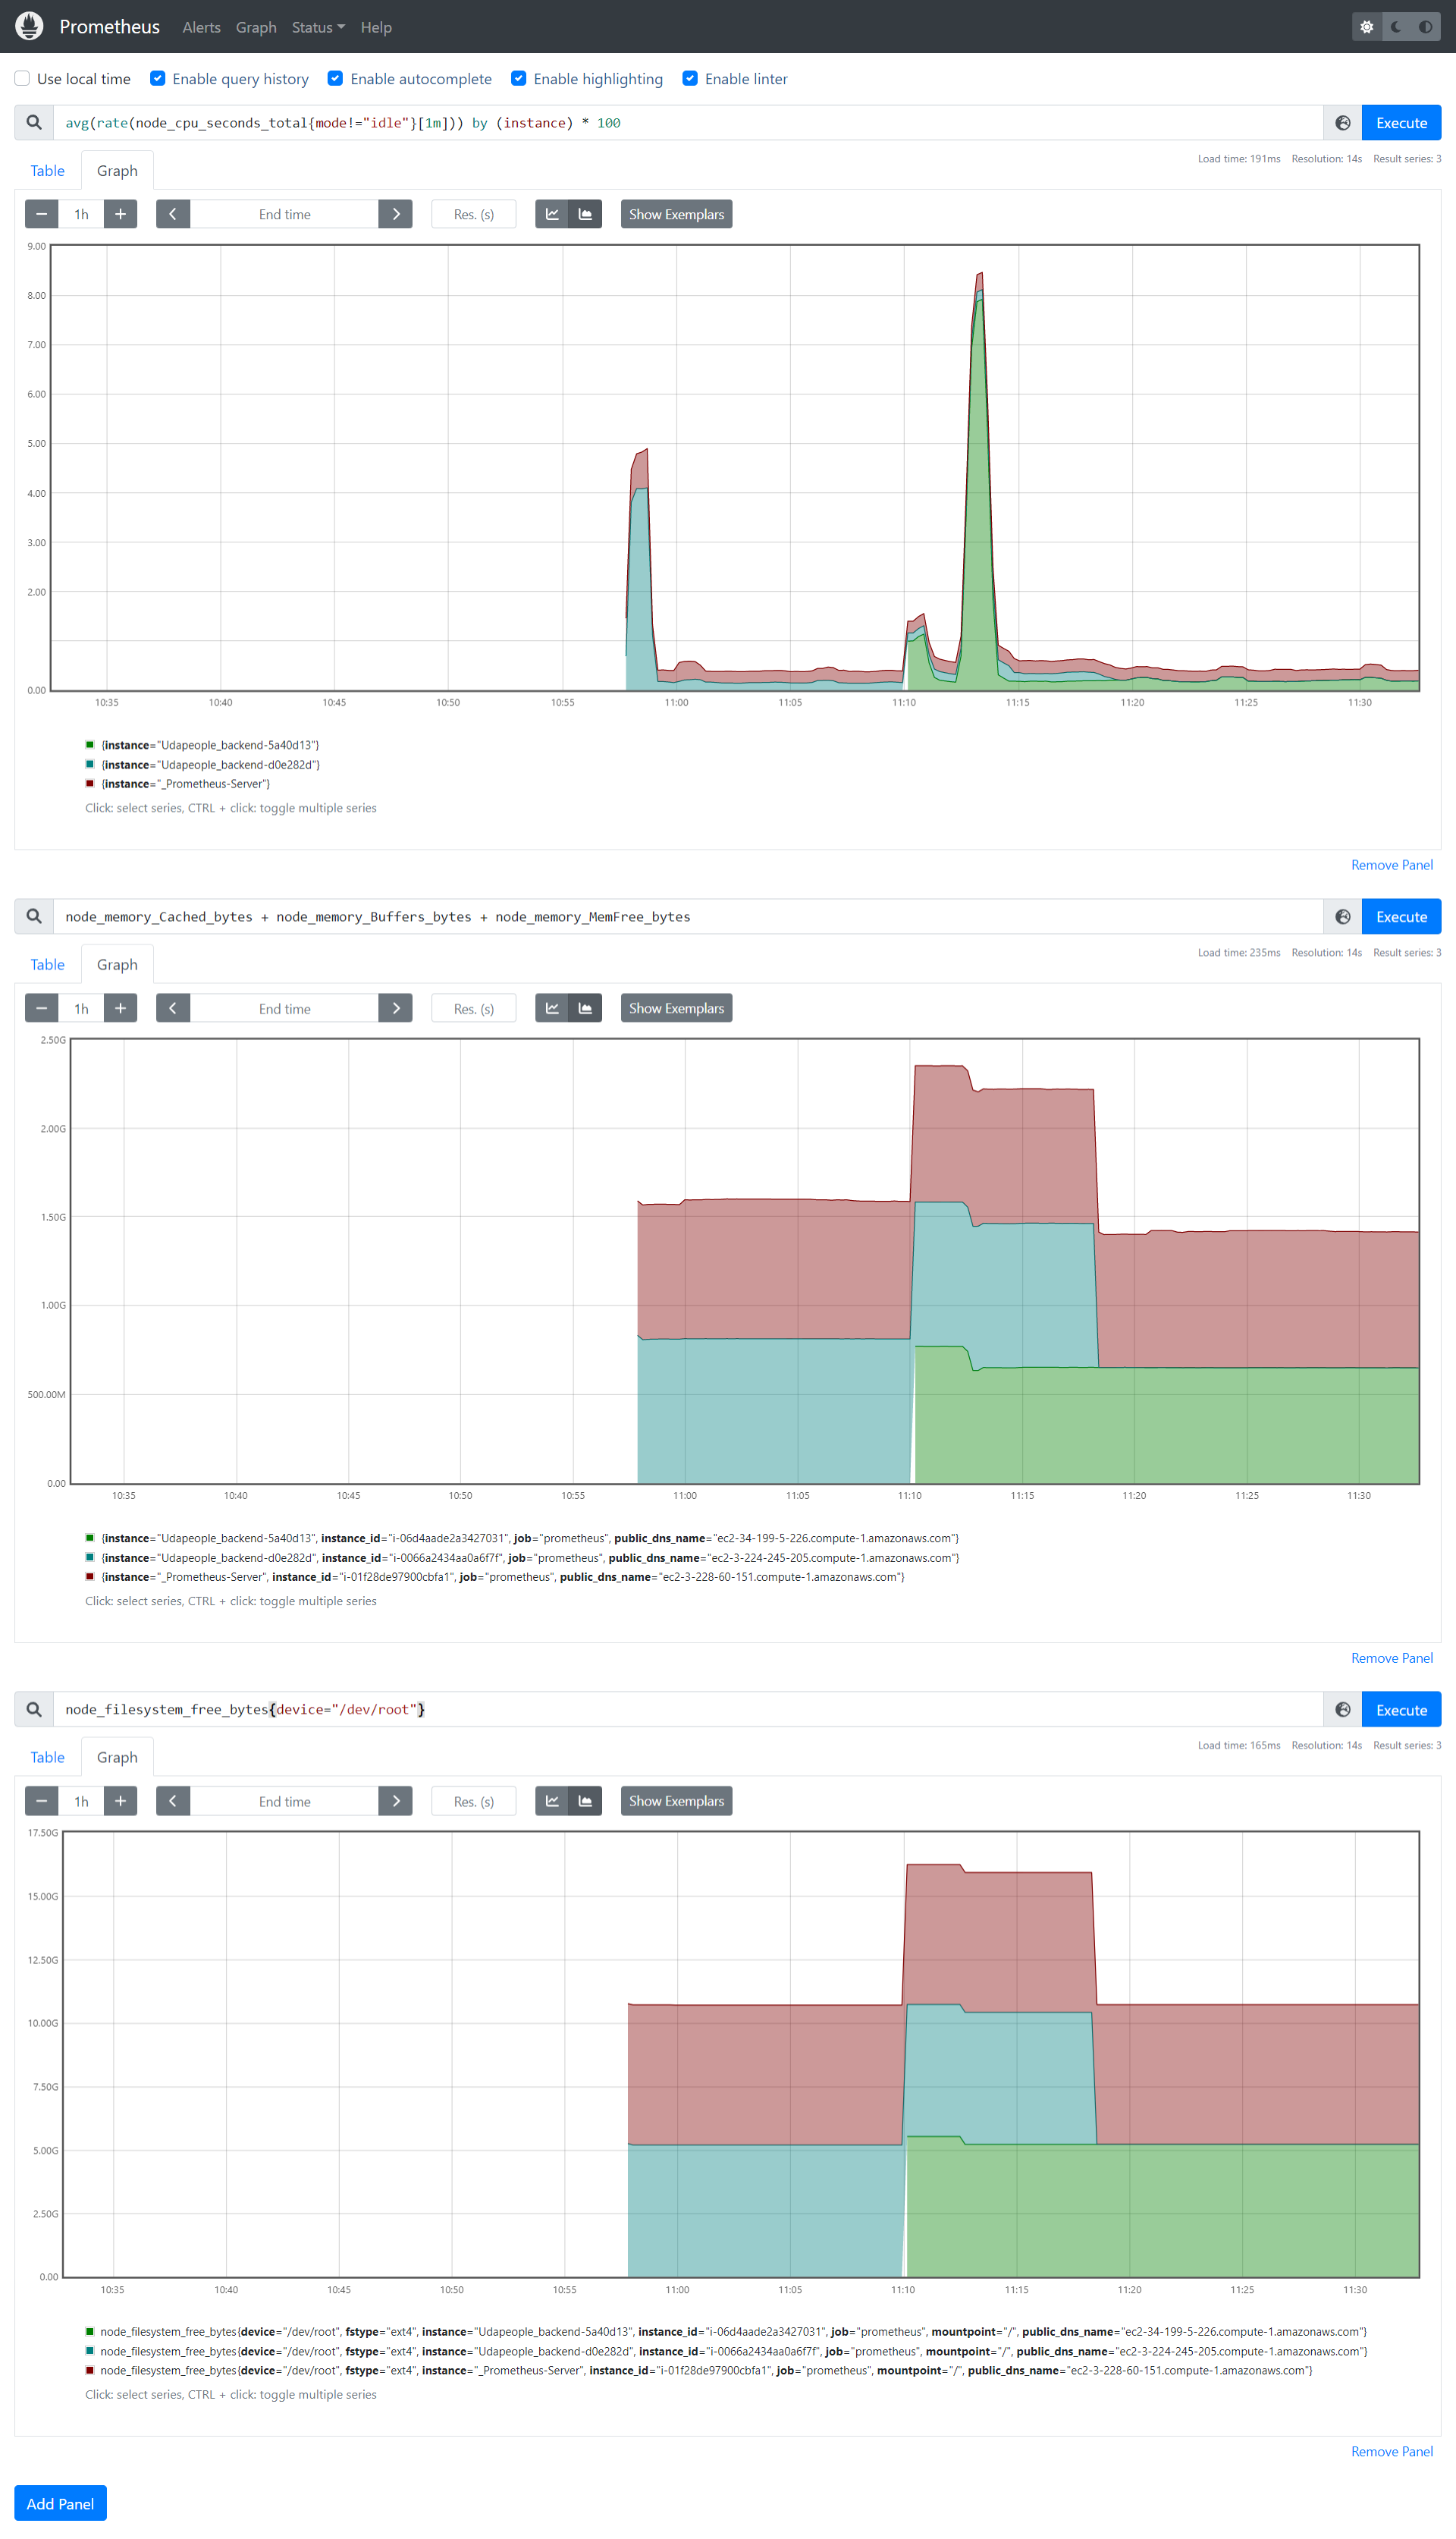 Prometheus Alerts Graph Status Help
Use local time Enable query history Enable autocomplete Enable highlighting Enable linter
avg(rate(node_cpu_seconds_total{mode!="idle"}[1m])) by (instance) * 100 Execute
Load time: 191ms Resolution: 14s Result series: 3
Table Graph
1h End time Res. (s) Show Exemplars
9.00
8.00
7.00
6.00
5.00
4.00
3.00
2.00
0.00
10:35 10:40 10:45 10:50 10:55 11:00 11:05 11:10 11:15 11:20 11:25 11:30
{instance="Udapeople_backend-5a40d13"}
{instance="Udapeople_backend-d0e282d"}
{instance="_Prometheus-Server"}
Click: select series, CTRL + click: toggle multiple series
Remove Panel
node_memory_Cached_bytes + node_memory_Buffers_bytes + node_memory_MemFree_bytes Execute
Load time: 235ms Resolution: 14s Result series: 3
Table Graph
1h End time Res. (s) Show Exemplars
2.50G
2.00G
1.50G
1.00G
500.00M
0.00
10:35 10:40 10:45 10:50 10:55 11:00 11:05 11:10 11:15 11:20 11:25 11:30
{instance="Udapeople_backend-5a40d13", instance_id="i-06d4aade2a3427031", job="prometheus", public_dns_name="ec2-34-199-5-226.compute-1.amazonaws.com"}
{instance="Udapeople_backend-d0e282d", instance_id="i-0066a2434aa0a6f7f", job="prometheus", public_dns_name="ec2-3-224-245-205.compute-1.amazonaws.com"}
{instance="_Prometheus-Server", instance_id="i-01f28de97900cbfa1", job="prometheus", public_dns_name="ec2-3-228-60-151.compute-1.amazonaws.com"}
Click: select series, CTRL + click: toggle multiple series
Remove Panel
node_filesystem_free_bytes{device="/dev/root"} Execute
Load time: 165ms Resolution: 14s Result series: 3
Table Graph
1h End time Res. (s) Show Exemplars
17.50G
15.00G
12.50G
10.00G
7.50G
5.00G
2.50G
0.00
10:35 10:40 10:45 10:50 10:55 11:00 11:05 11:10 11:15 11:20 11:25 11:30
node_filesystem_free_bytes{device="/dev/root", fstype="ext4", instance="Udapeople_backend-5a40d13", instance_id="i-06d4aade2a3427031", job="prometheus", mountpoint="/", public_dns_name="ec2-34-199-5-226.compute-1.amazonaws.com"}
node_filesystem_free_bytes{device="/dev/root", fstype="ext4", instance="Udapeople_backend-d0e282d", instance_id="i-0066a2434aa0a6f7f", job="prometheus", mountpoint="/", public_dns_name="ec2-3-224-245-205.compute-1.amazonaws.com"}
node_filesystem_free_bytes{device="/dev/root", fstype="ext4", instance="_Prometheus-Server", instance_id="i-01f28de97900cbfa1", job="prometheus", mountpoint="/", public_dns_name="ec2-3-228-60-151.compute-1.amazonaws.com"}
Click: select series, CTRL + click: toggle multiple series
Remove Panel
Add Panel